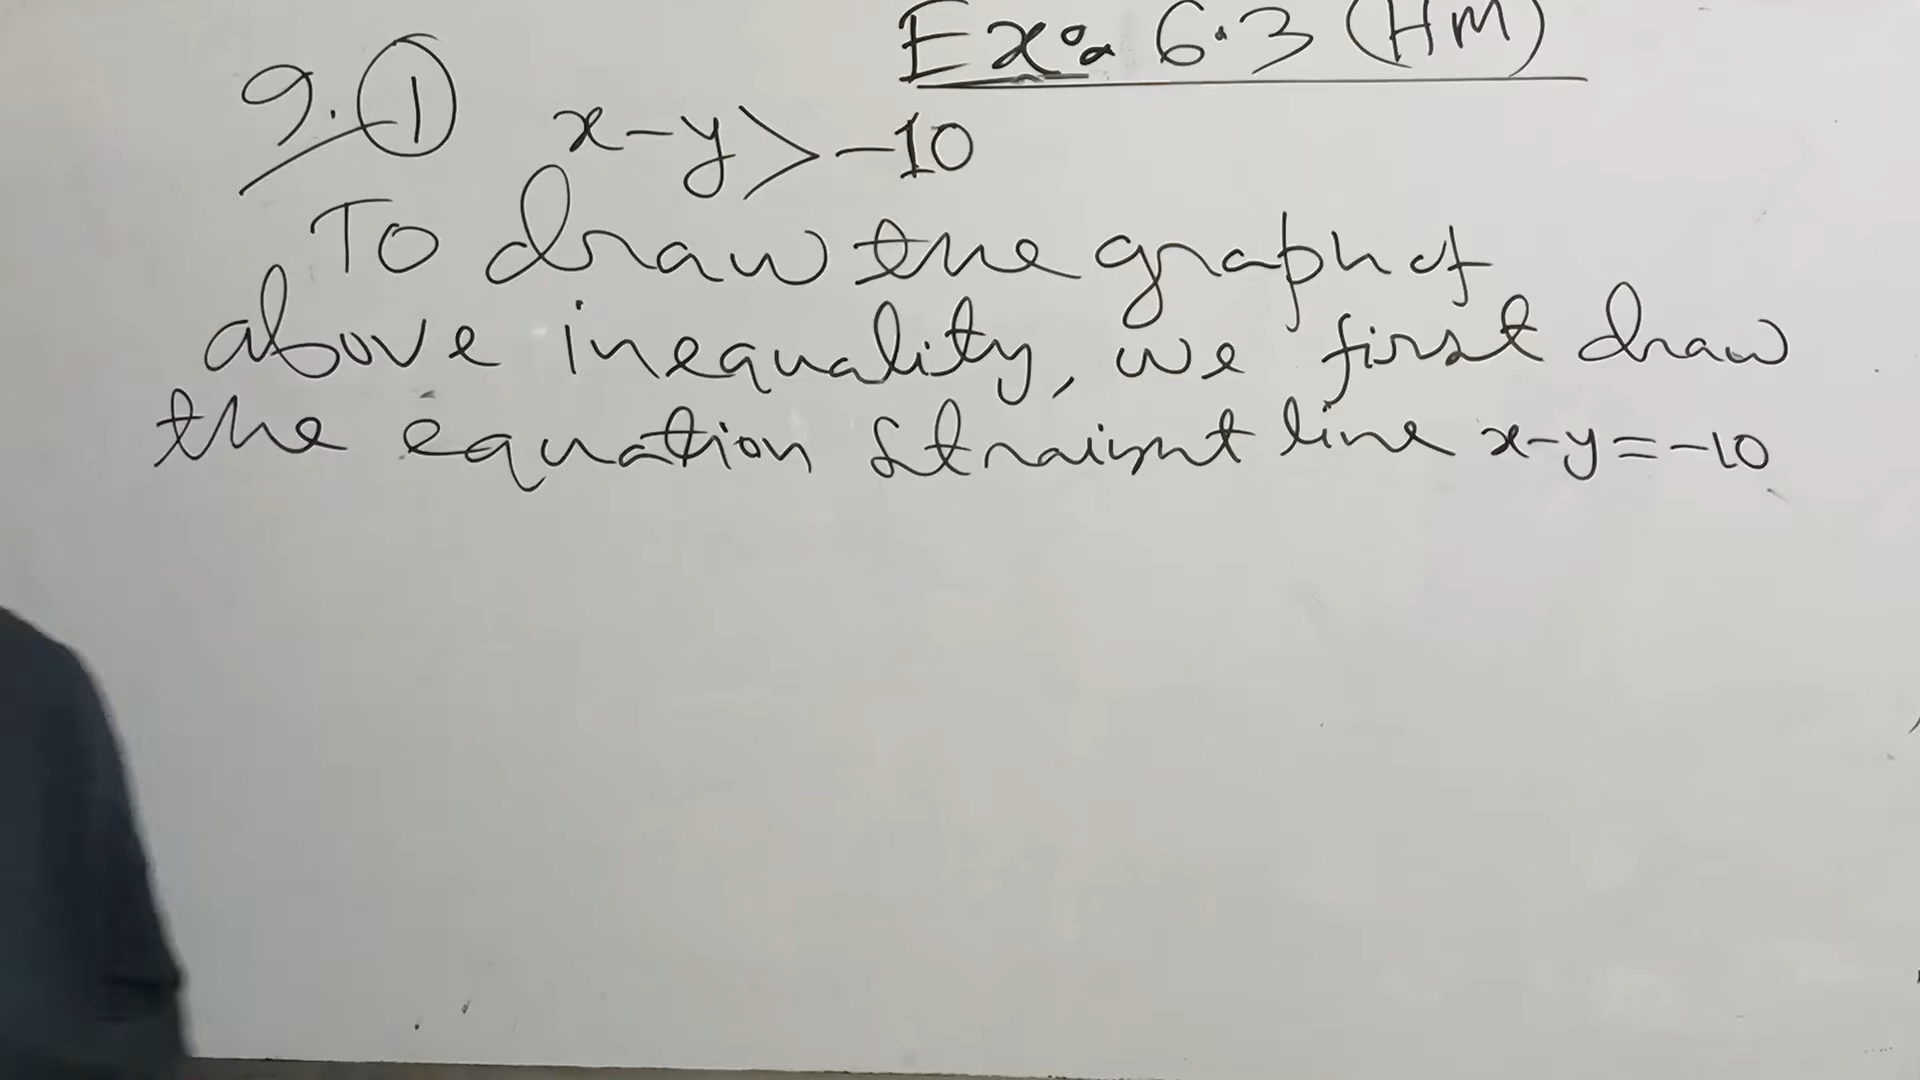 Ex: 6.3 (HM)
9. ① x-y>-10
To draw the graph of
above inequality, we first draw
the equation straight line x-y=-10